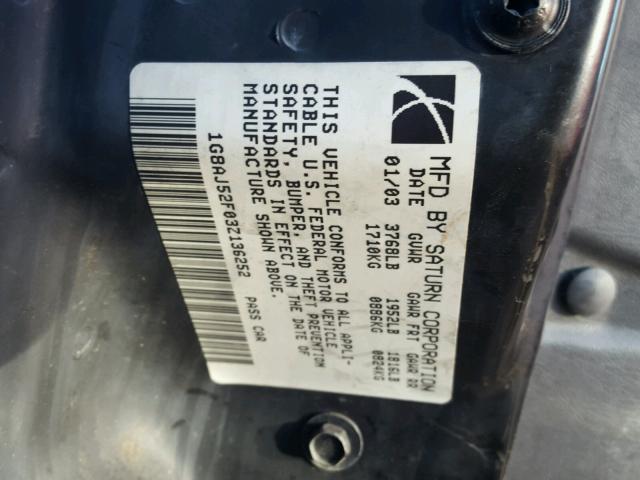 MFD BY SATURN CORPORATION
DATE GVWR GAWR FRT GAWR RR
01/03 3768LB 1952LB 1816LB
1710KG 0886KG 0824KG
THIS VEHICLE CONFORMS TO ALL APPLI-
CABLE U.S. FEDERAL MOTOR VEHICLE
SAFETY, BUMPER, AND THEFT PREVENTION
STANDARDS IN EFFECT ON THE DATE OF
MANUFACTURE SHOWN ABOVE.
1G8AJ52F03Z136252 PASS CAR